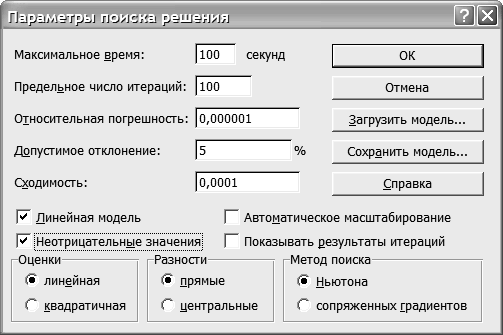 Параметры поиска решения
Максимальное время: 100 секунд OK
Предельное число итераций: 100 Отмена
Относительная погрешность: 0,000001 Загрузить модель...
Допустимое отклонение: 5 % Сохранить модель...
Сходимость: 0,0001 Справка
Линейная модель Автоматическое масштабирование
Неотрицательные значения Показывать результаты итераций
Оценки Разности Метод поиска
линейная прямые Ньютона
квадратичная центральные сопряженных градиентов